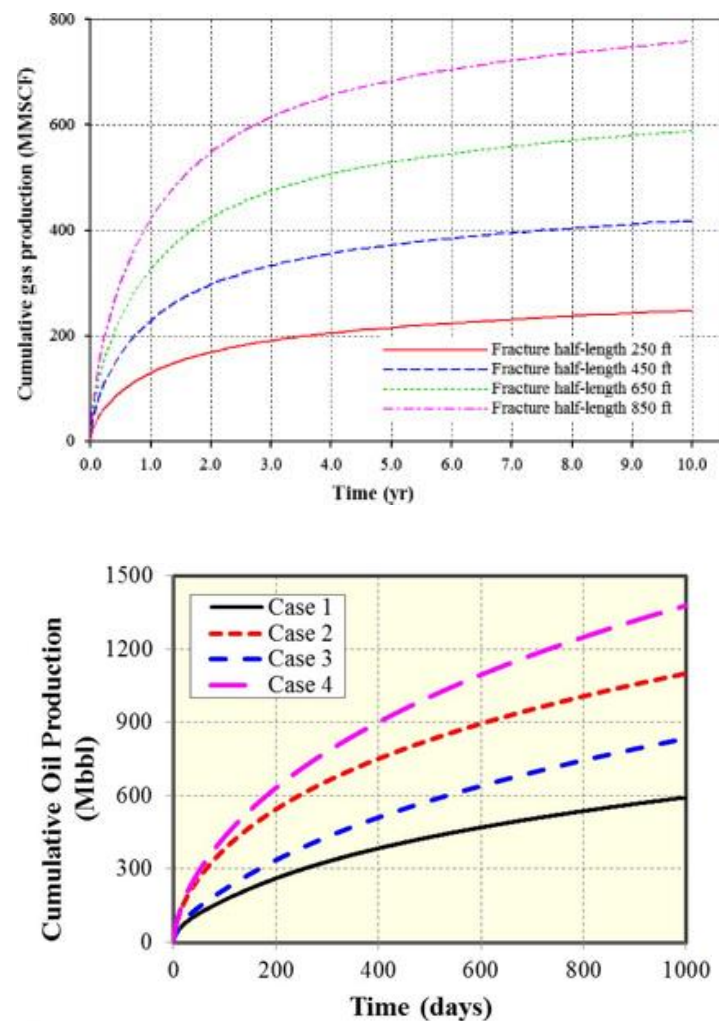 800
600
400
200
0
Cumulative gas production (MMSCF)
Fracture half-length 250 ft
Fracture half-length 450 ft
Fracture half-length 650 ft
Fracture half-length 850 ft
0.0 1.0 2.0 3.0 4.0 5.0 6.0 7.0 8.0 9.0 10.0
Time (yr)
1500
1200
900
600
300
0
Cumulative Oil Production
(Mbbl)
Case 1
Case 2
Case 3
Case 4
0 200 400 600 800 1000
Time (days)